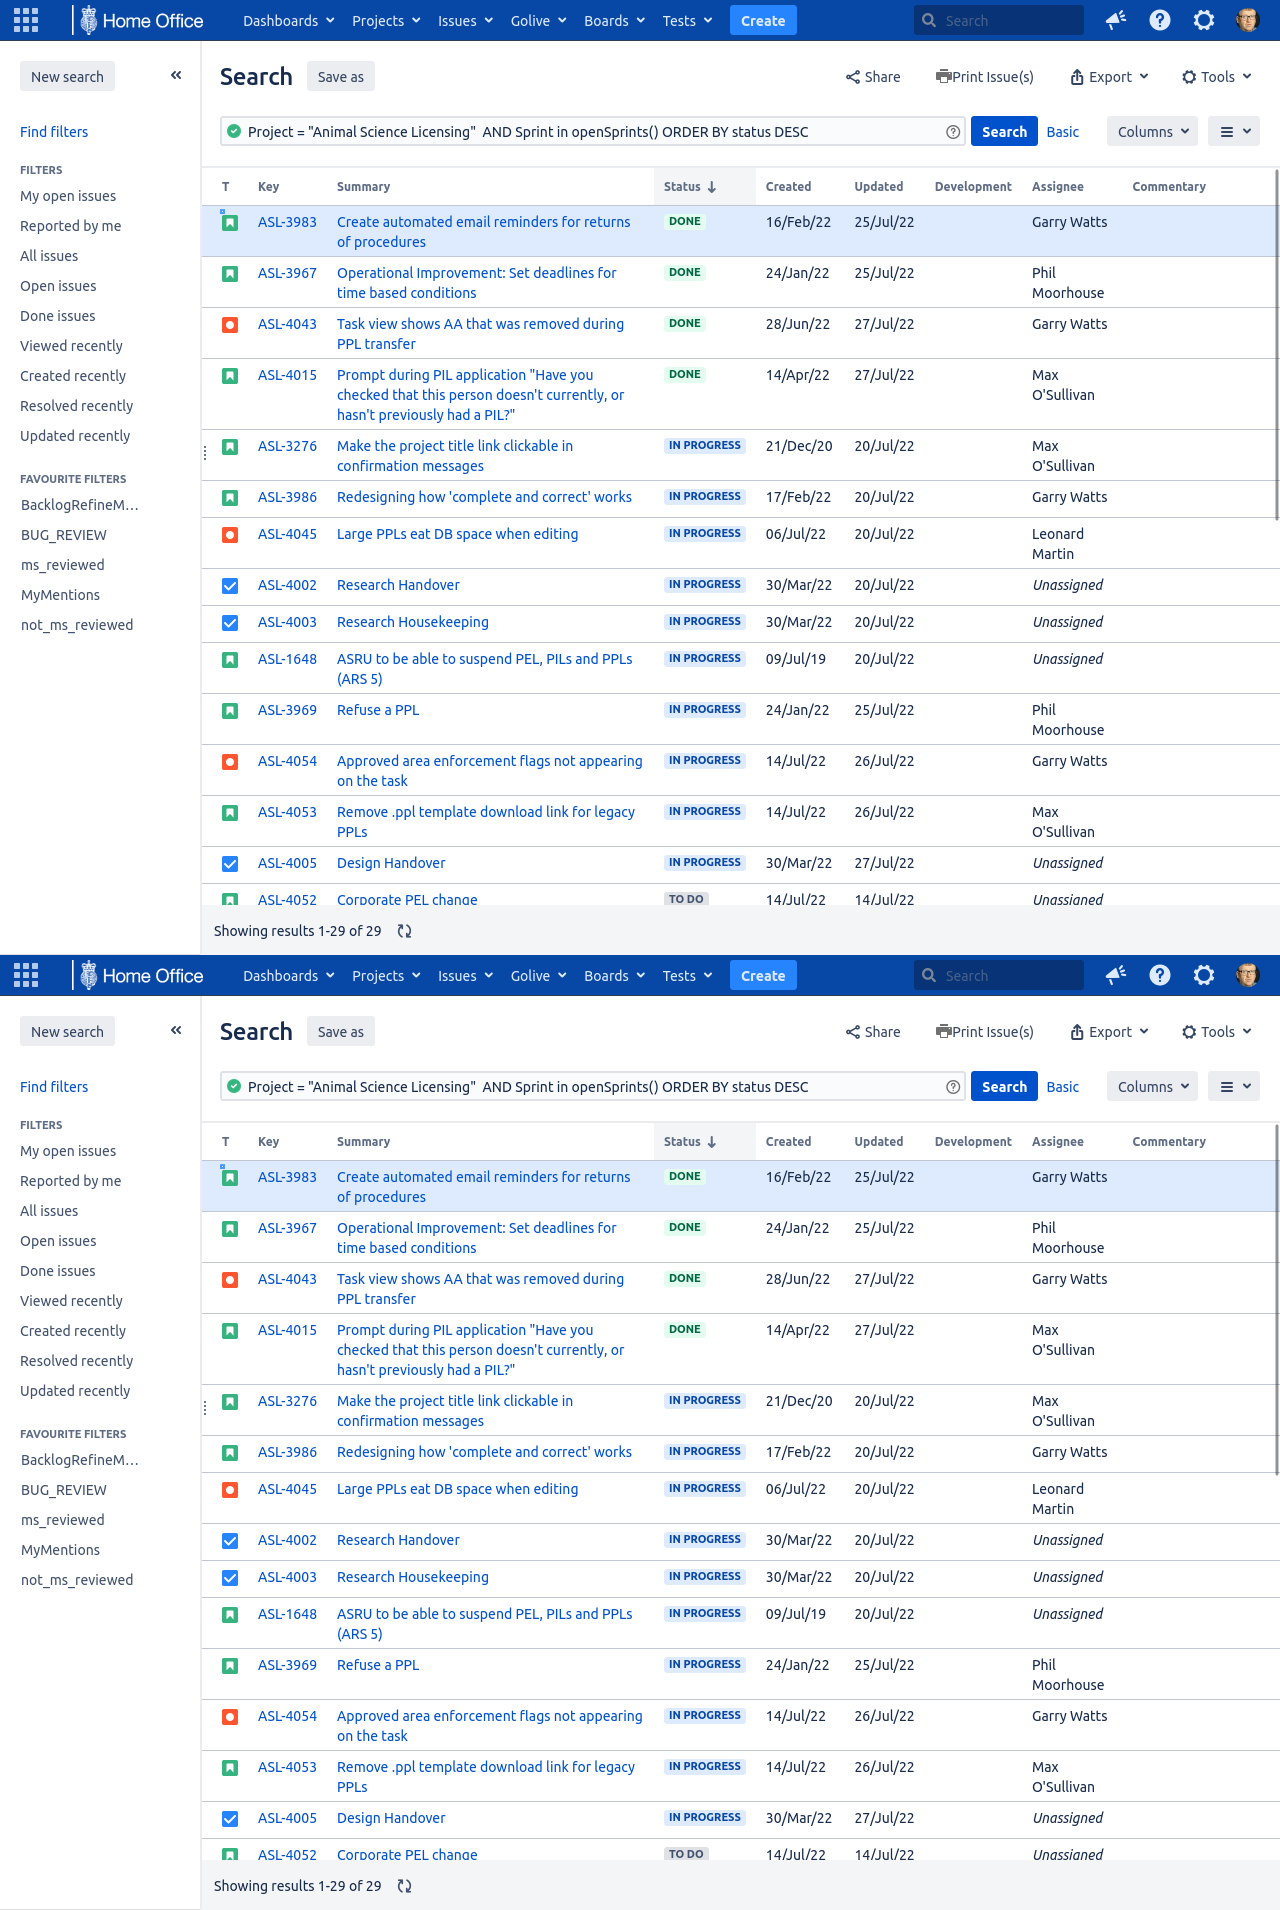 Home Office Dashboards Projects Issues Golive Boards Tests Create Search
New search
Search Save as Share Print Issue(s) Export Tools
Find filters
Project = "Animal Science Licensing" AND Sprint in openSprints() ORDER BY status DESC Search Basic Columns
FILTERS
My open issues
Reported by me
All issues
Open issues
Done issues
Viewed recently
Created recently
Resolved recently
Updated recently
FAVOURITE FILTERS
BacklogRefineM...
BUG_REVIEW
ms_reviewed
MyMentions
not_ms_reviewed
T Key Summary Status Created Updated Development Assignee Commentary
ASL-3983 Create automated email reminders for returns DONE 16/Feb/22 25/Jul/22 Garry Watts
of procedures
ASL-3967 Operational Improvement: Set deadlines for DONE 24/Jan/22 25/Jul/22 Phil
time based conditions Moorhouse
ASL-4043 Task view shows AA that was removed during DONE 28/Jun/22 27/Jul/22 Garry Watts
PPL transfer
ASL-4015 Prompt during PIL application "Have you DONE 14/Apr/22 27/Jul/22 Max
checked that this person doesn't currently, or O'Sullivan
hasn't previously had a PIL?"
ASL-3276 Make the project title link clickable in IN PROGRESS 21/Dec/20 20/Jul/22 Max
confirmation messages O'Sullivan
ASL-3986 Redesigning how 'complete and correct' works IN PROGRESS 17/Feb/22 20/Jul/22 Garry Watts
ASL-4045 Large PPLs eat DB space when editing IN PROGRESS 06/Jul/22 20/Jul/22 Leonard
Martin
ASL-4002 Research Handover IN PROGRESS 30/Mar/22 20/Jul/22 Unassigned
ASL-4003 Research Housekeeping IN PROGRESS 30/Mar/22 20/Jul/22 Unassigned
ASL-1648 ASRU to be able to suspend PEL, PILs and PPLs IN PROGRESS 09/Jul/19 20/Jul/22 Unassigned
(ARS 5)
ASL-3969 Refuse a PPL IN PROGRESS 24/Jan/22 25/Jul/22 Phil
Moorhouse
ASL-4054 Approved area enforcement flags not appearing IN PROGRESS 14/Jul/22 26/Jul/22 Garry Watts
on the task
ASL-4053 Remove .ppl template download link for legacy IN PROGRESS 14/Jul/22 26/Jul/22 Max
PPLs O'Sullivan
ASL-4005 Design Handover IN PROGRESS 30/Mar/22 27/Jul/22 Unassigned
ASL-4052 Corporate PEL change TO DO 14/Jul/22 14/Jul/22 Unassigned
Showing results 1-29 of 29
Home Office Dashboards Projects Issues Golive Boards Tests Create Search
New search
Search Save as Share Print Issue(s) Export Tools
Find filters
Project = "Animal Science Licensing" AND Sprint in openSprints() ORDER BY status DESC Search Basic Columns
FILTERS
My open issues
Reported by me
All issues
Open issues
Done issues
Viewed recently
Created recently
Resolved recently
Updated recently
FAVOURITE FILTERS
BacklogRefineM...
BUG_REVIEW
ms_reviewed
MyMentions
not_ms_reviewed
T Key Summary Status Created Updated Development Assignee Commentary
ASL-3983 Create automated email reminders for returns DONE 16/Feb/22 25/Jul/22 Garry Watts
of procedures
ASL-3967 Operational Improvement: Set deadlines for DONE 24/Jan/22 25/Jul/22 Phil
time based conditions Moorhouse
ASL-4043 Task view shows AA that was removed during DONE 28/Jun/22 27/Jul/22 Garry Watts
PPL transfer
ASL-4015 Prompt during PIL application "Have you DONE 14/Apr/22 27/Jul/22 Max
checked that this person doesn't currently, or O'Sullivan
hasn't previously had a PIL?"
ASL-3276 Make the project title link clickable in IN PROGRESS 21/Dec/20 20/Jul/22 Max
confirmation messages O'Sullivan
ASL-3986 Redesigning how 'complete and correct' works IN PROGRESS 17/Feb/22 20/Jul/22 Garry Watts
ASL-4045 Large PPLs eat DB space when editing IN PROGRESS 06/Jul/22 20/Jul/22 Leonard
Martin
ASL-4002 Research Handover IN PROGRESS 30/Mar/22 20/Jul/22 Unassigned
ASL-4003 Research Housekeeping IN PROGRESS 30/Mar/22 20/Jul/22 Unassigned
ASL-1648 ASRU to be able to suspend PEL, PILs and PPLs IN PROGRESS 09/Jul/19 20/Jul/22 Unassigned
(ARS 5)
ASL-3969 Refuse a PPL IN PROGRESS 24/Jan/22 25/Jul/22 Phil
Moorhouse
ASL-4054 Approved area enforcement flags not appearing IN PROGRESS 14/Jul/22 26/Jul/22 Garry Watts
on the task
ASL-4053 Remove .ppl template download link for legacy IN PROGRESS 14/Jul/22 26/Jul/22 Max
PPLs O'Sullivan
ASL-4005 Design Handover IN PROGRESS 30/Mar/22 27/Jul/22 Unassigned
ASL-4052 Corporate PEL change TO DO 14/Jul/22 14/Jul/22 Unassigned
Showing results 1-29 of 29